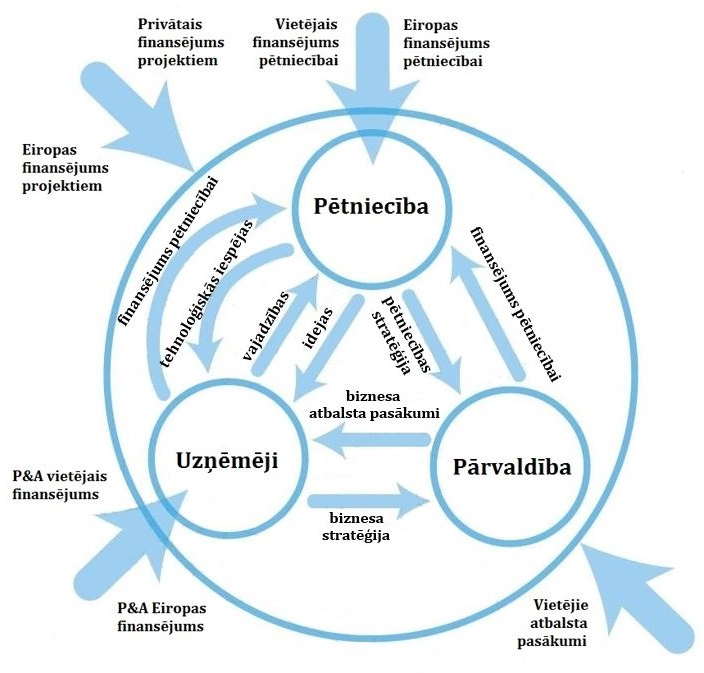 Privātais
finansējums
projektiem
Vietējais
finansējums
pētniecībai
Eiropas
finansējums
pētniecībai
Eiropas
finansējums
projektiem
Pētniecība
finansējums pētniecībai
tehnoloģiskās iespējas
vajadzības
idejas
pētniecības
stratēģija
finansējums pētniecībai
biznesa
atbalsta pasākumi
Uzņēmēji
Pārvaldība
biznesa
stratēģija
P&A vietējais
finansējums
P&A Eiropas
finansējums
Vietējie
atbalsta
pasākumi